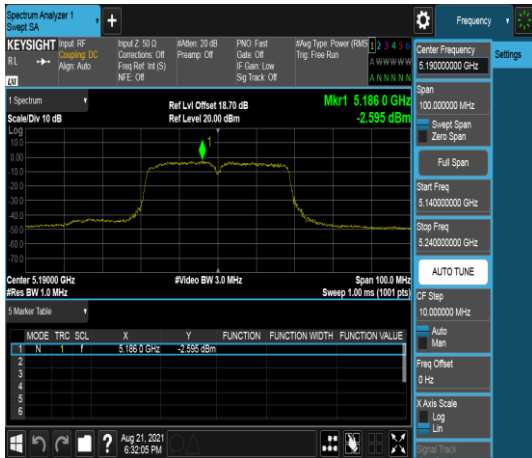 Spectrum Analyzer 1
Swept SA
Frequency
KEYSIGHT
RL
LXI
Input: RF
Coupling: DC
Align: Auto
Input Z: 50 Ω
Corrections: Off
Freq Ref: Int (S)
NFE: Off
#Atten: 20 dB
Preamp: Off
PNO: Fast
Gate: Off
IF Gain: Low
Sig Track: Off
#Avg Type: Power (RMS
Trig: Free Run
1 2 3 4 5 6
A W W W W W
A N N N N N
Center Frequency
5.190000000 GHz
Settings
1 Spectrum
Scale/Div 10 dB
Ref Lvl Offset 18.70 dB
Ref Level 20.00 dBm
Mkr1 5.186 0 GHz
-2.595 dBm
Log
10.0
0.00
-10.0
-20.0
-30.0
-40.0
-50.0
-60.0
-70.0
1
Center 5.19000 GHz
#Res BW 1.0 MHz
#Video BW 3.0 MHz
Span 100.0 MHz
Sweep 1.00 ms (1001 pts)
Span
100.000000 MHz
Swept Span
Zero Span
Full Span
Start Freq
5.140000000 GHz
Stop Freq
5.240000000 GHz
AUTO TUNE
CF Step
10.000000 MHz
Auto
Man
Freq Offset
0 Hz
X Axis Scale
Log
Lin
Signal Track
5 Marker Table
MODE TRC SCL X Y FUNCTION FUNCTION WIDTH FUNCTION VALUE
1 N 1 f 5.186 0 GHz -2.595 dBm
2
3
4
5
6
Aug 21, 2021
6:32:05 PM